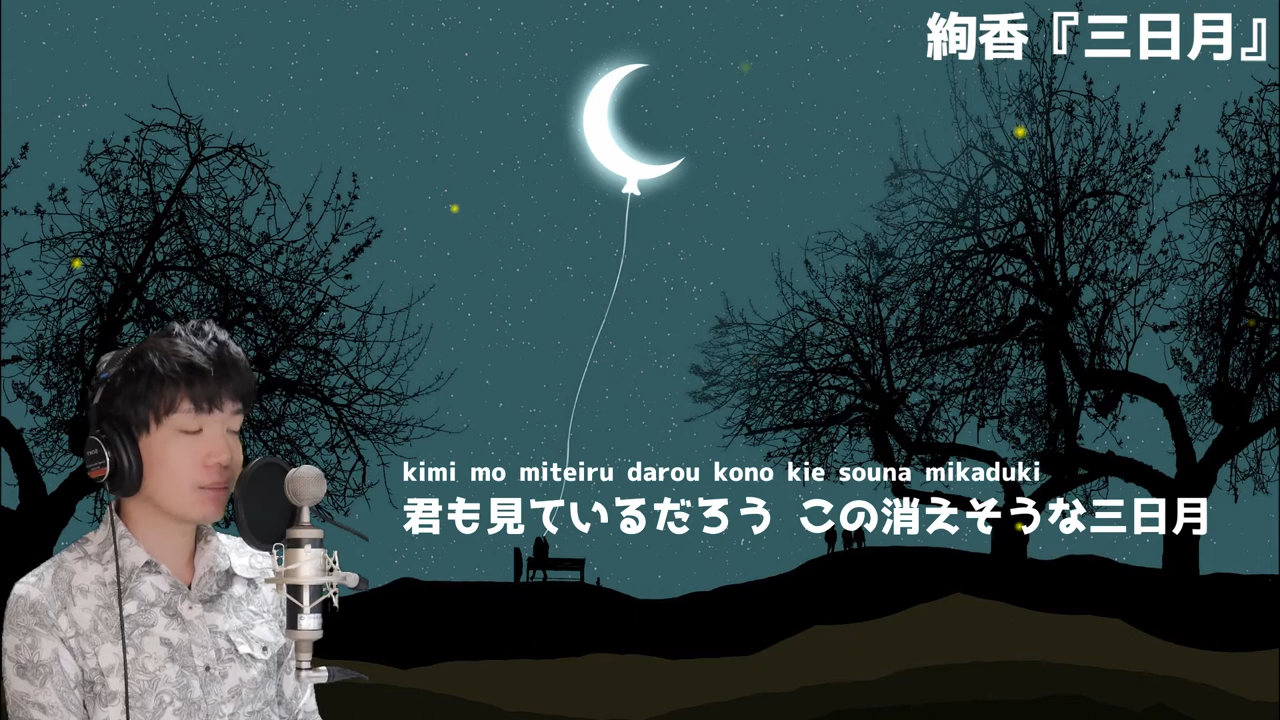 絢香『三日月』
kimi mo miteiru darou kono kie souna mikaduki
君も見ているだろう この消えそうな三日月